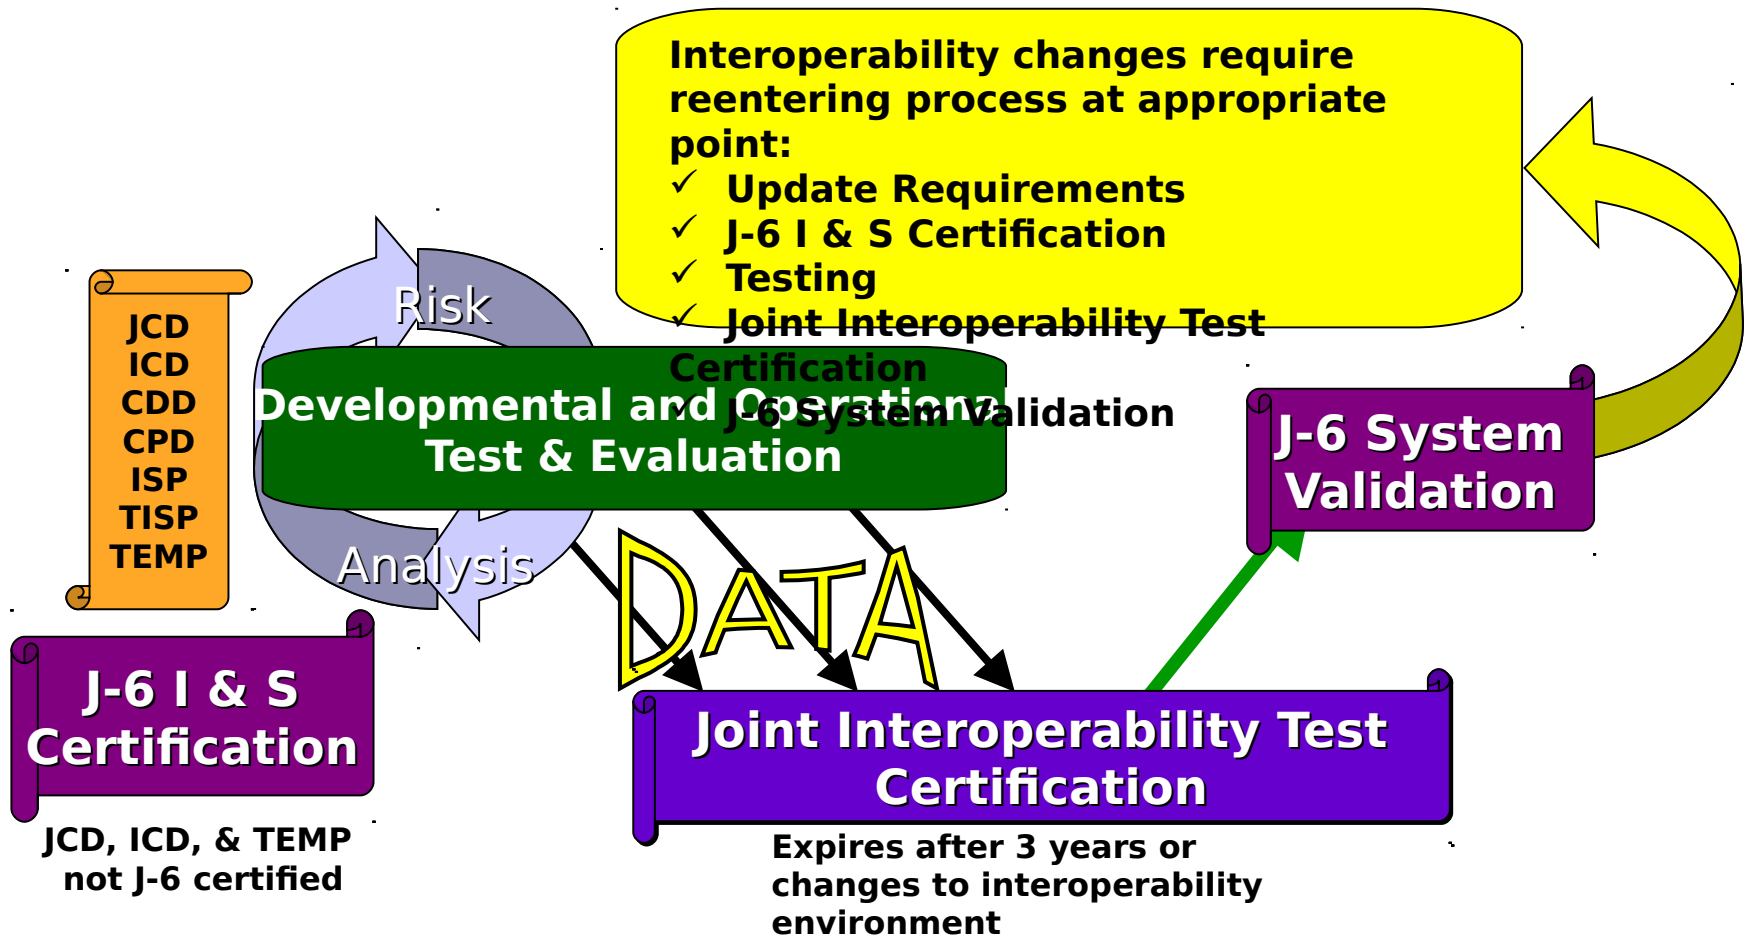 Interoperability changes require
reentering process at appropriate
point:
✓ Update Requirements
✓ J-6 I & S Certification
✓ Testing
✓ Joint Interoperability Test
Certification
✓ J-6 System Validation
Risk
JCD
ICD
CDD
CPD
ISP
TISP
TEMP
Developmental and Operational
Test & Evaluation
Analysis
DATA
J-6 System
Validation
J-6 I & S
Certification
JCD, ICD, & TEMP
not J-6 certified
Joint Interoperability Test
Certification
Expires after 3 years or
changes to interoperability
environment